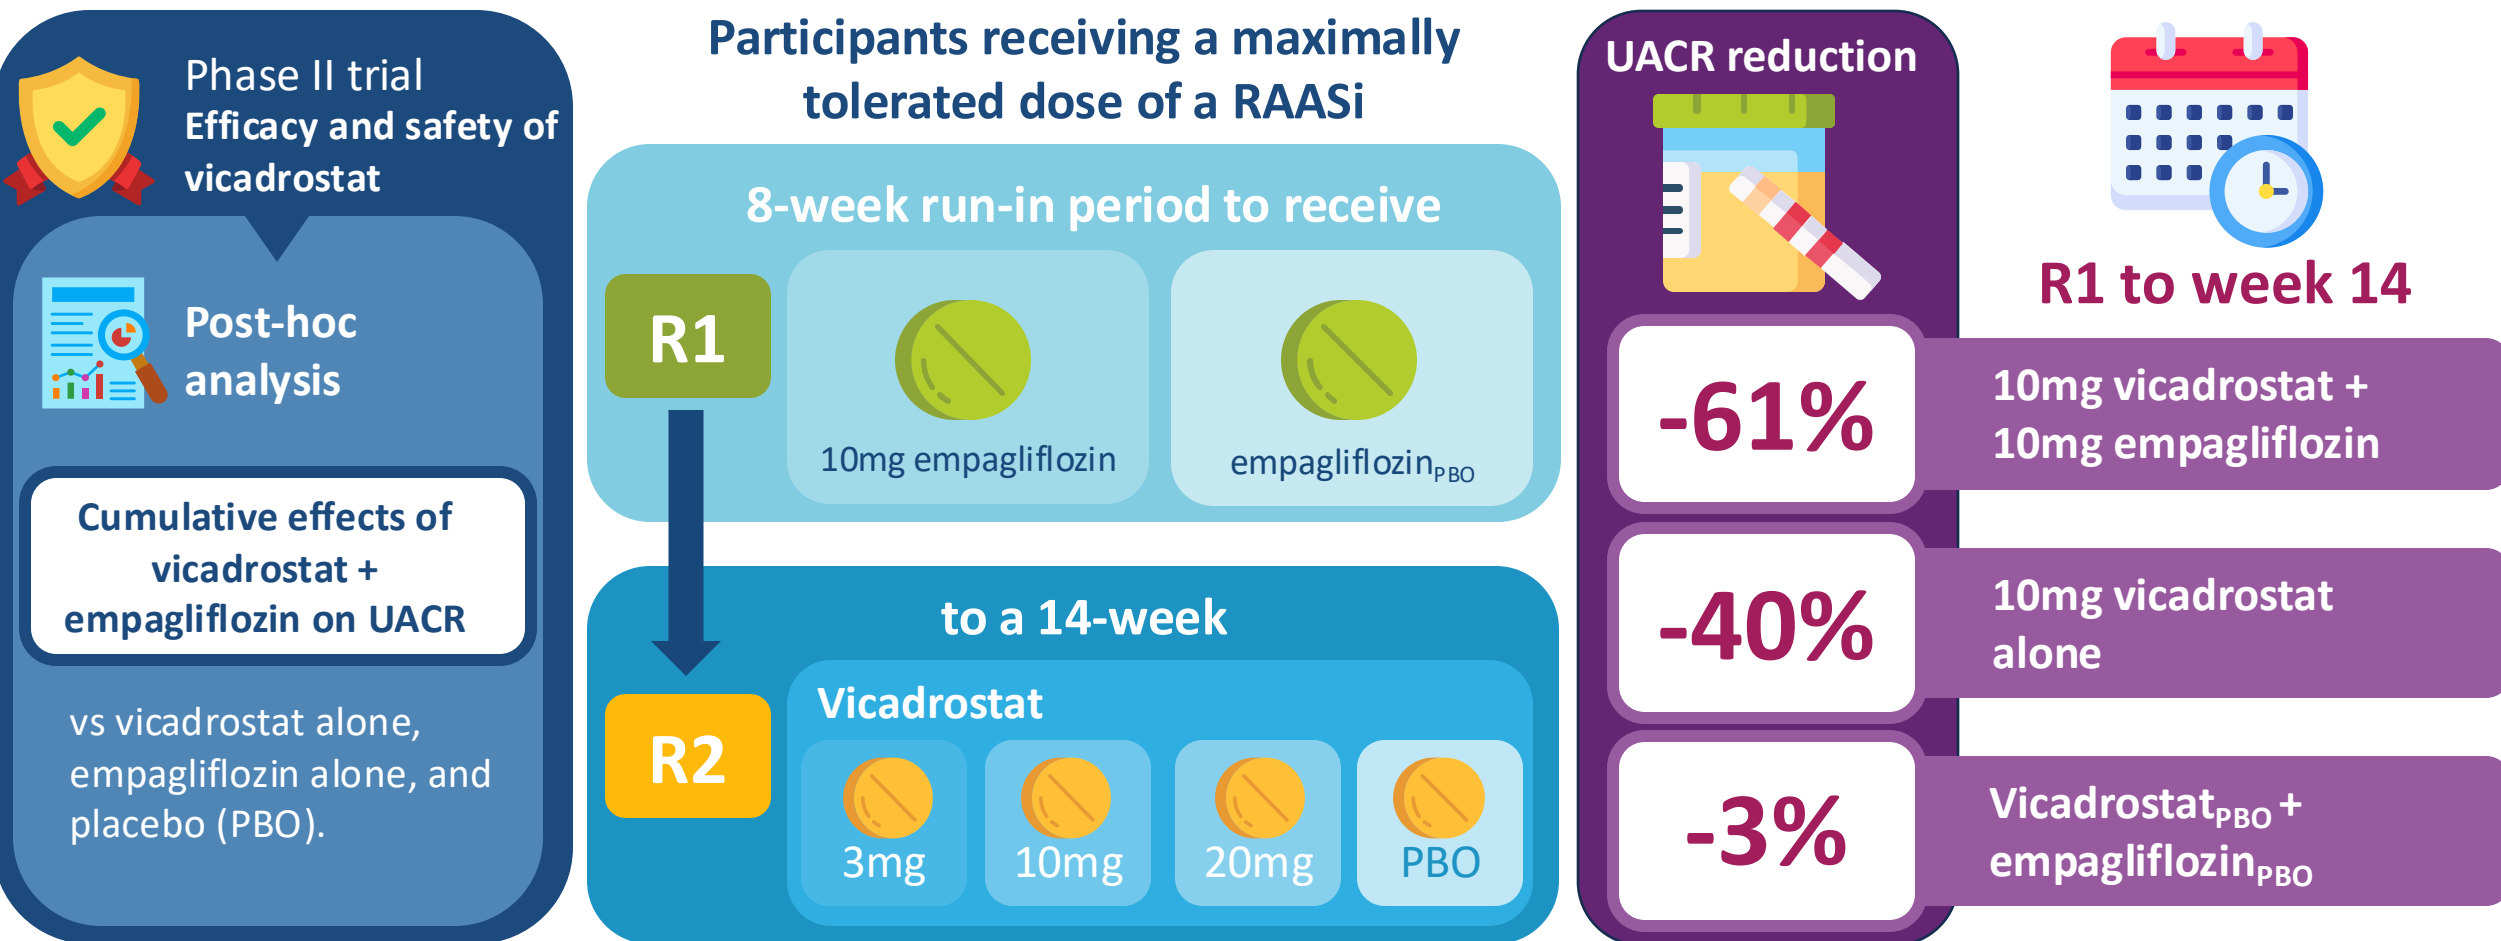 Phase II trial
Efficacy and safety of
vicadrostat
Post-hoc
analysis
Cumulative effects of
vicadrostat +
empagliflozin on UACR
vs vicadrostat alone,
empagliflozin alone, and
placebo (PBO).
Participants receiving a maximally
tolerated dose of a RAASi
8-week run-in period to receive
R1
10mg empagliflozin
empagliflozinPBO
to a 14-week
R2
Vicadrostat
3mg
10mg
20mg
PBO
UACR reduction
R1 to week 14
-61%
10mg vicadrostat +
10mg empagliflozin
-40%
10mg vicadrostat
alone
-3%
VicadrostatPBO +
empagliflozinPBO